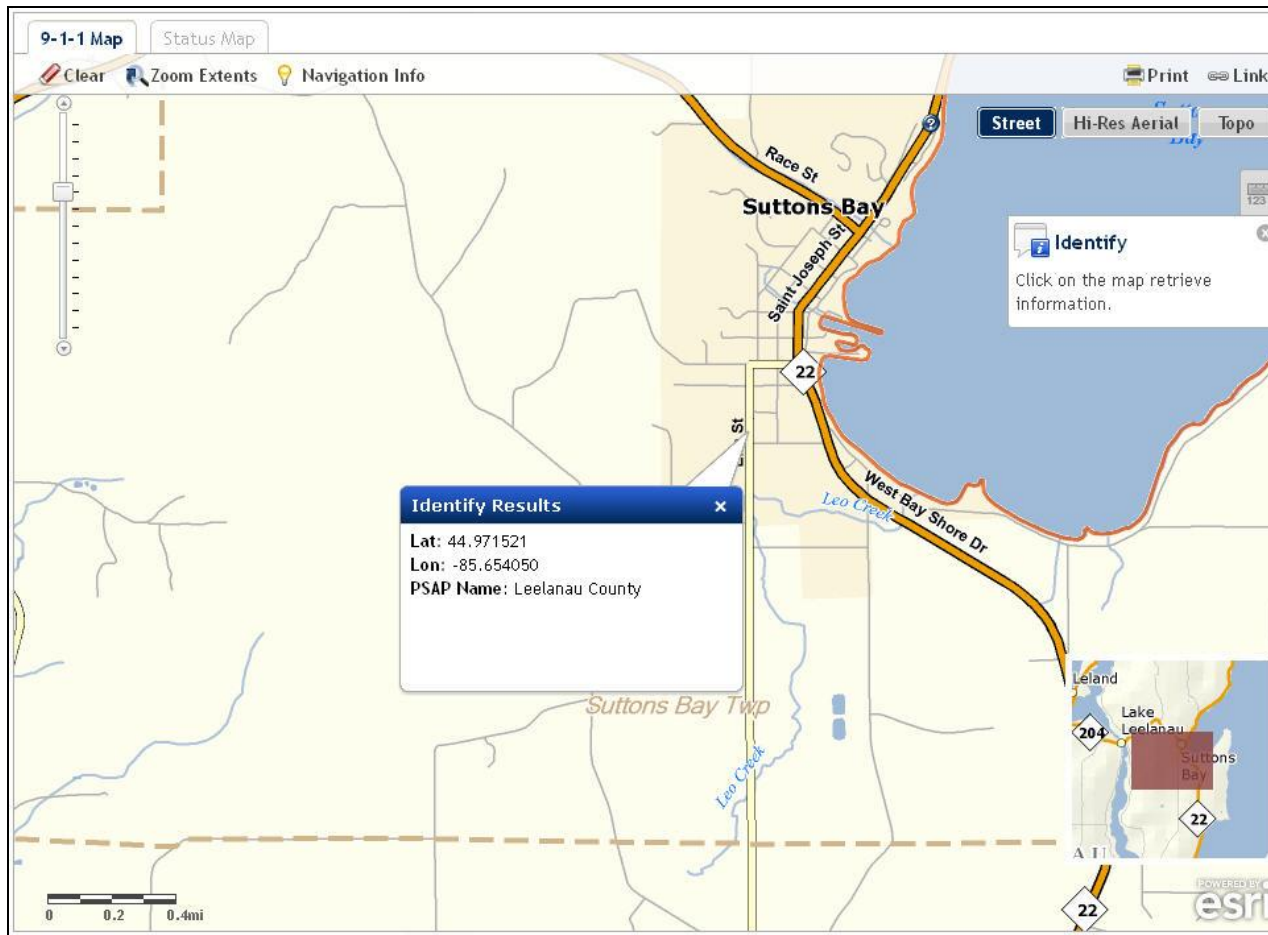 9-1-1 Map
Status Map
Clear
Zoom Extents
Navigation Info
Print
Link
Street
Hi-Res Aerial
Topo
123
Race St
Suttons Bay
Saint Joseph St
Identify
Click on the map retrieve
information.
22
St
West Bay Shore Dr
Leo Creek
Identify Results
Lat: 44.971521
Lon: -85.654050
PSAP Name: Leelanau County
Suttons Bay Twp
Leo Creek
Leland
Lake
Leelanau
204
Suttons
Bay
22
A U
0 0.2 0.4mi
22
POWERED BY
esri